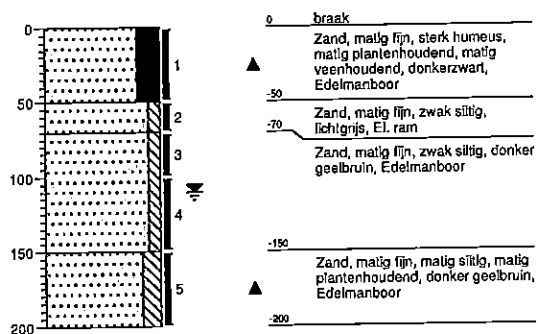 0
50
100
150
200
1
2
3
4
5
0 braak
Zand, matig fijn, sterk humeus,
matig plantenhoudend, matig
veenhoudend, donkerzwart,
Edelmanboor
-50
Zand, matig fijn, zwak siltig,
lichtgrijs, El. ram
-70
Zand, matig fijn, zwak siltig, donker
geelbruin, Edelmanboor
-150
Zand, matig fijn, matig siltig, matig
plantenhoudend, donker geelbruin,
Edelmanboor
-200